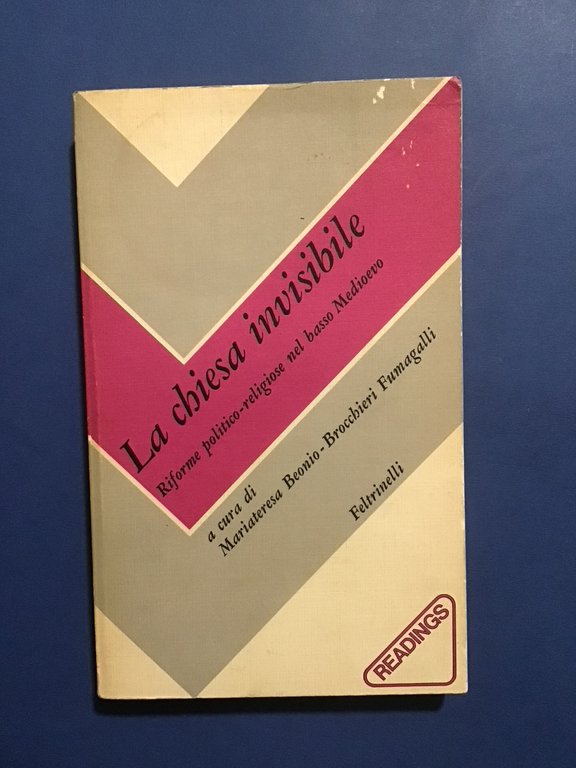 La chiesa invisibile
Riforme politico-religiose nel basso Medioevo
a cura di
Mariateresa Beonio-Brocchieri Fumagalli
Feltrinelli
READINGS